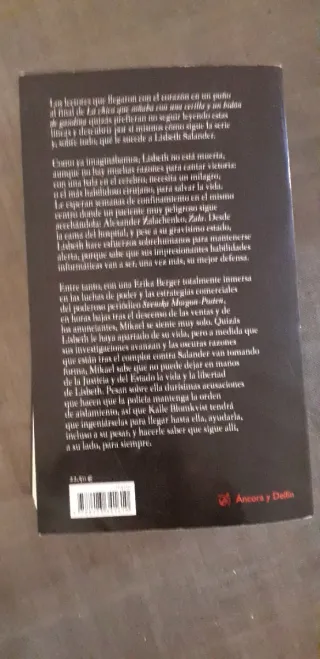 Los lectores que llegaron con el corazón en un puño
al final de La chica que soñaba con una cerilla y un bidón
de gasolina quizás prefieran no seguir leyendo estas
líneas y descubrir por sí mismos cómo sigue la serie
y, sobre todo, qué le sucede a Lisbeth Salander.
Como ya imaginábamos, Lisbeth no está muerta,
aunque no hay muchas razones para cantar victoria:
con una bala en el cerebro, necesita un milagro,
o el más habilidoso cirujano, para salvar la vida.
Le esperan semanas de confinamiento en el mismo
centro donde un paciente muy peligroso sigue
acechándola: Alexander Zalachenko, Zala. Desde
la cama del hospital, y pese a su gravísimo estado,
Lisbeth hace esfuerzos sobrehumanos para mantenerse
alerta, porque sabe que sus impresionantes habilidades
informáticas van a ser, una vez más, su mejor defensa.
Entre tanto, con una Erika Berger totalmente inmersa
en las luchas de poder y las estrategias comerciales
del poderoso periódico Svenska Morgon-Posten,
en horas bajas tras el descenso de las ventas y de
los anunciantes, Mikael se siente muy solo. Quizás
Lisbeth le haya apartado de su vida, pero a medida que
sus investigaciones avanzan y las oscuras razones
que están tras el complot contra Salander van tomando
forma, Mikael sabe que no puede dejar en manos
de la Justicia y del Estado la vida y la libertad
de Lisbeth. Pesan sobre ella durísimas acusaciones
que hacen que la policía mantenga la orden
de aislamiento, así que Kalle Blomkvist tendrá
que ingeniárselas para llegar hasta ella, ayudarla,
incluso a su pesar, y hacerle saber que sigue allí,
a su lado, para siempre.
Áncora y Delfín